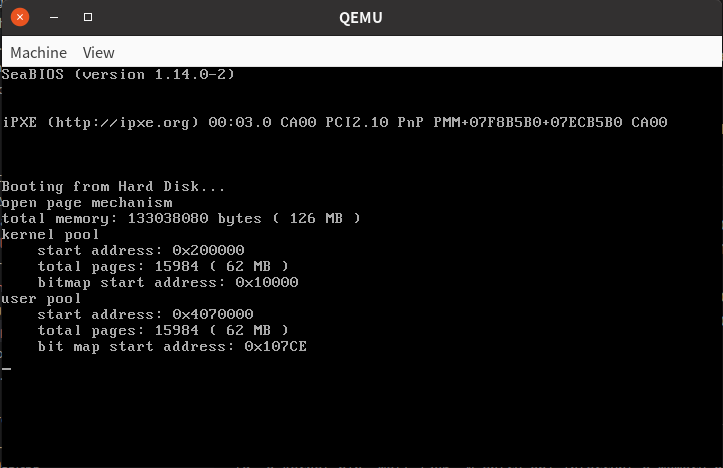 QEMU
Machine View
SeaBIOS (version 1.14.0-2)
iPXE (http://ipxe.org) 00:03.0 CA00 PCI2.10 PnP PMM+07F8B5B0+07ECB5B0 CA00
Booting from Hard Disk...
open page mechanism
total memory: 133038080 bytes ( 126 MB )
kernel pool
start address: 0x200000
total pages: 15984 ( 62 MB )
bitmap start address: 0x10000
user pool
start address: 0x4070000
total pages: 15984 ( 62 MB )
bit map start address: 0x107CE